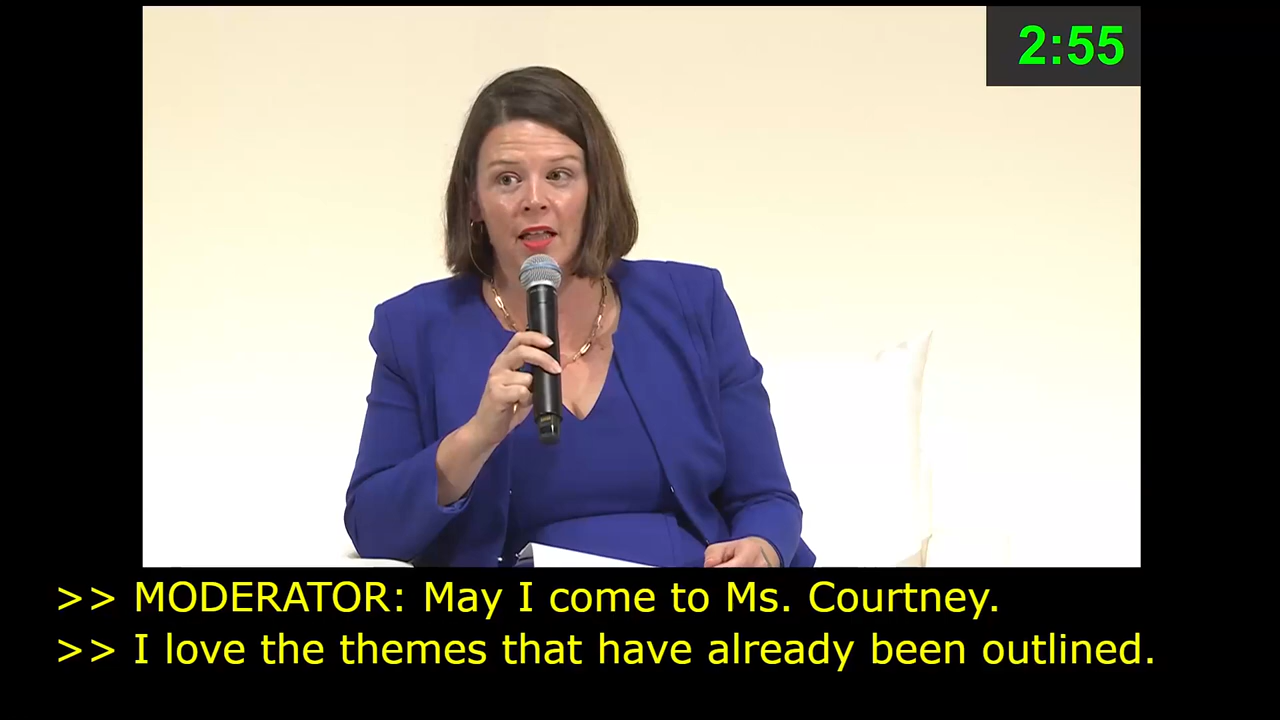 2:55
>> MODERATOR: May I come to Ms. Courtney.
>> I love the themes that have already been outlined.